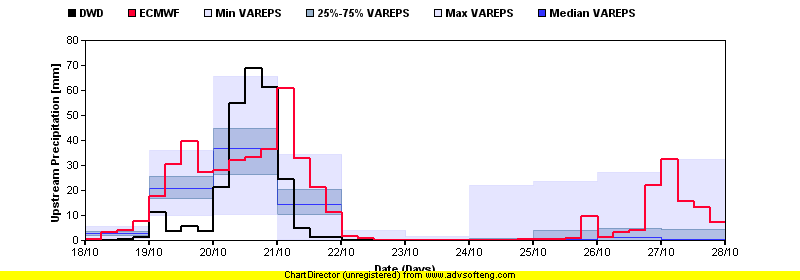 DWD ECMWF Min VAREPS 25%-75% VAREPS Max VAREPS Median VAREPS
Upstream Precipitation [mm]
80
70
60
50
40
30
20
10
0
18/10 19/10 20/10 21/10 22/10 23/10 24/10 25/10 26/10 27/10 28/10
Date (Days)
Chart Director (unregistered) from www.advsofteng.com